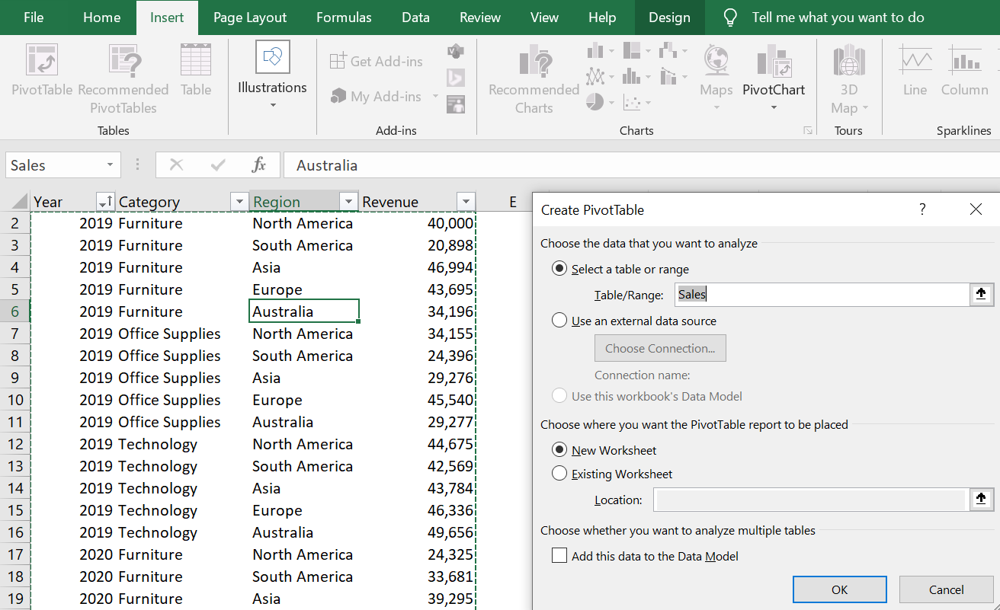 File Home Insert Page Layout Formulas Data Review View Help Design Tell me what you want to do
PivotTable Recommended PivotTables Table
Tables
Illustrations
Get Add-ins
My Add-ins
Add-ins
Recommended Charts
Maps PivotChart
Charts
3D Map
Tours
Line Column
Sparklines
Sales fx Australia
Year Category Region Revenue E
2 2019 Furniture North America 40,000
3 2019 Furniture South America 20,898
4 2019 Furniture Asia 46,994
5 2019 Furniture Europe 43,695
6 2019 Furniture Australia 34,196
7 2019 Office Supplies North America 34,155
8 2019 Office Supplies South America 24,396
9 2019 Office Supplies Asia 29,276
10 2019 Office Supplies Europe 45,540
11 2019 Office Supplies Australia 29,277
12 2019 Technology North America 44,675
13 2019 Technology South America 42,569
14 2019 Technology Asia 43,784
15 2019 Technology Europe 46,336
16 2019 Technology Australia 49,656
17 2020 Furniture North America 24,325
18 2020 Furniture South America 33,681
19 2020 Furniture Asia 39,295
Create PivotTable ?
Choose the data that you want to analyze
Select a table or range
Table/Range: Sales
Use an external data source
Choose Connection...
Connection name:
Use this workbook's Data Model
Choose where you want the PivotTable report to be placed
New Worksheet
Existing Worksheet
Location:
Choose whether you want to analyze multiple tables
Add this data to the Data Model
OK Cancel